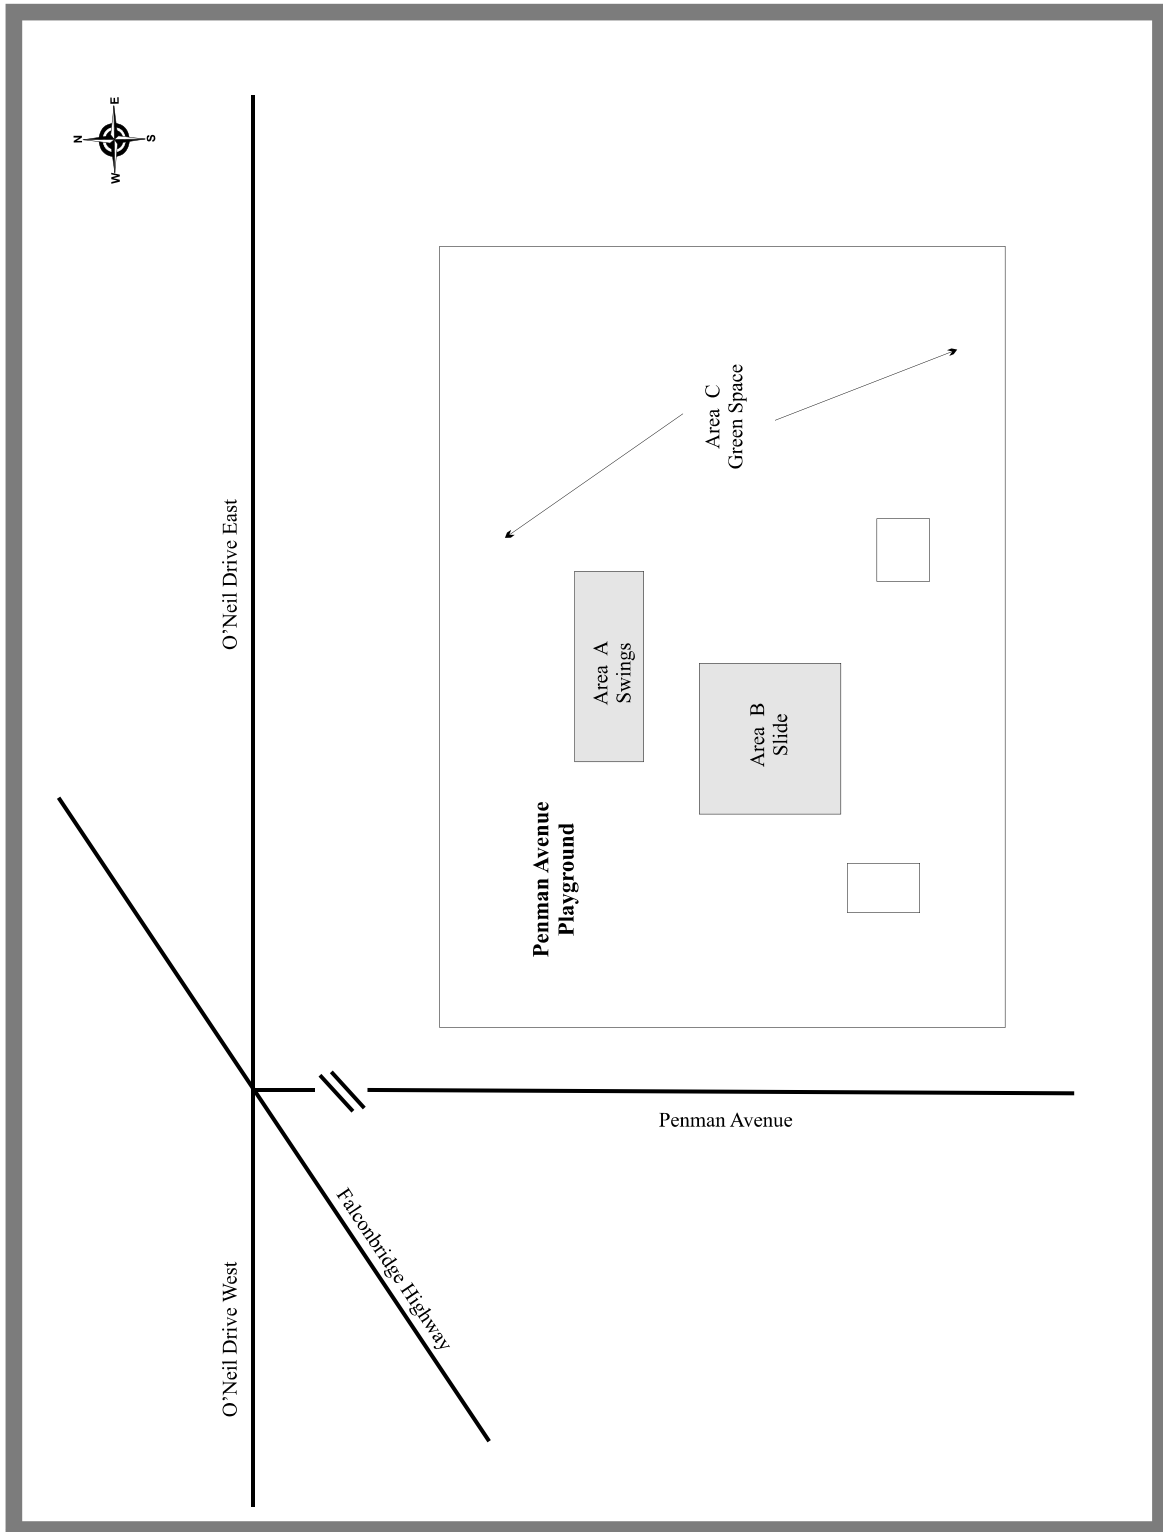 N
E
S
W
O’Neil Drive East
O’Neil Drive West
Falconbridge Highway
Penman Avenue
Penman Avenue
Playground
Area A
Swings
Area B
Slide
Area C
Green Space